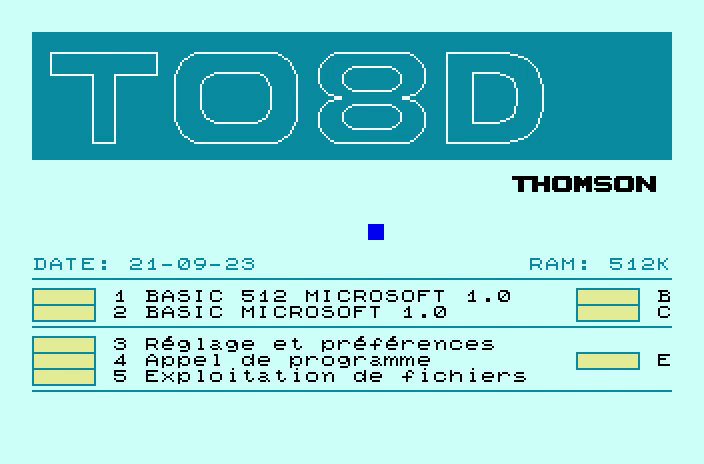 TO8D
THOMSON
DATE: 21-09-23 RAM: 512K
1 BASIC 512 MICROSOFT 1.0 B
2 BASIC MICROSOFT 1.0 C
3 Réglage et préférences
4 Appel de programme E
5 Exploitation de fichiers